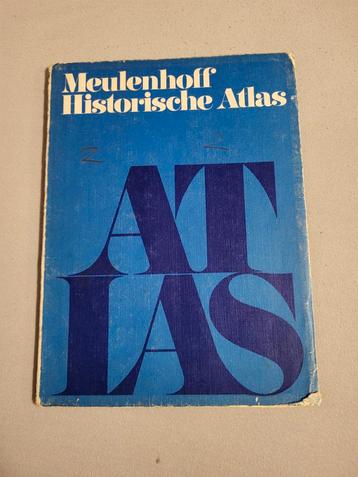 Meulenhoff
Historische Atlas
AT
LAS